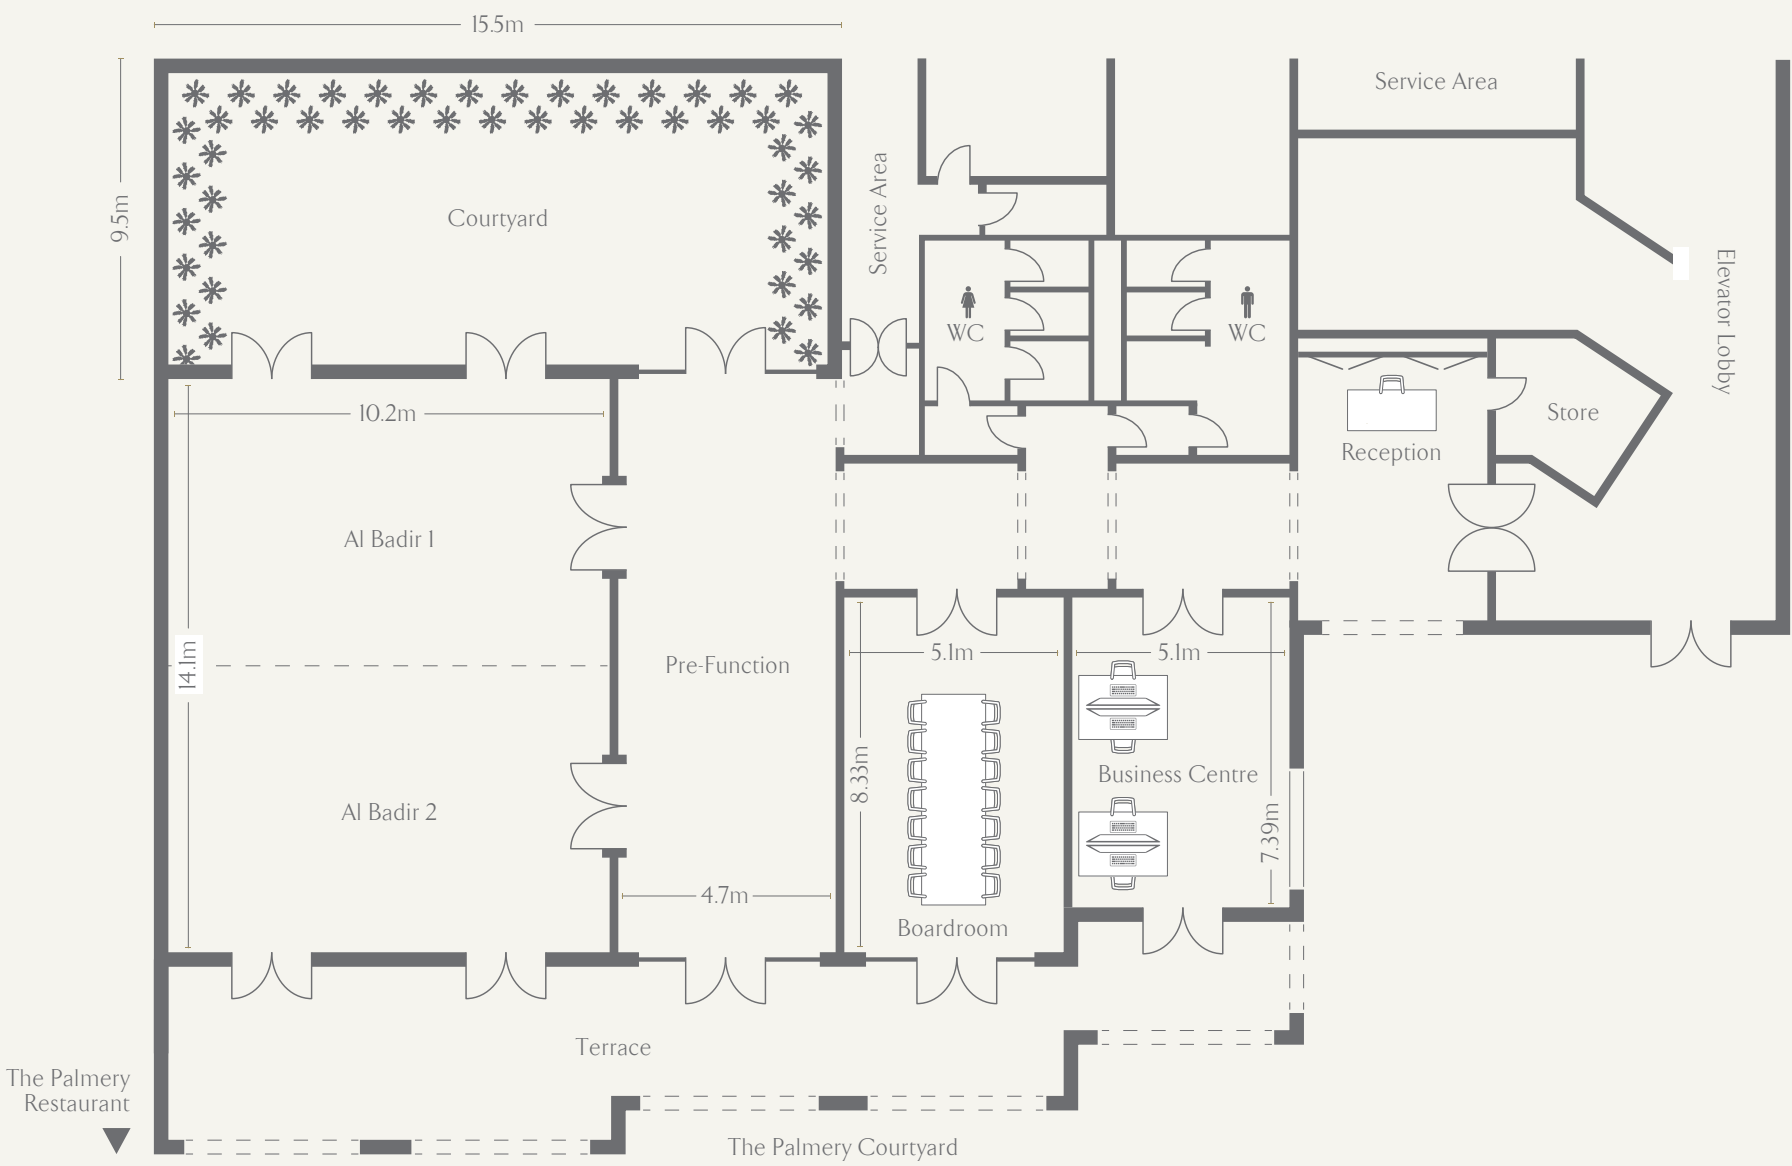 15.5m
Service Area
9.5m
Courtyard
Service Area
Elevator Lobby
WC
WC
10.2m
Store
Reception
Al Badir 1
14.1m
Pre-Function
5.1m
5.1m
8.33m
Business Centre
7.39m
Al Badir 2
4.7m
Boardroom
Terrace
The Palmery
Restaurant
The Palmery Courtyard